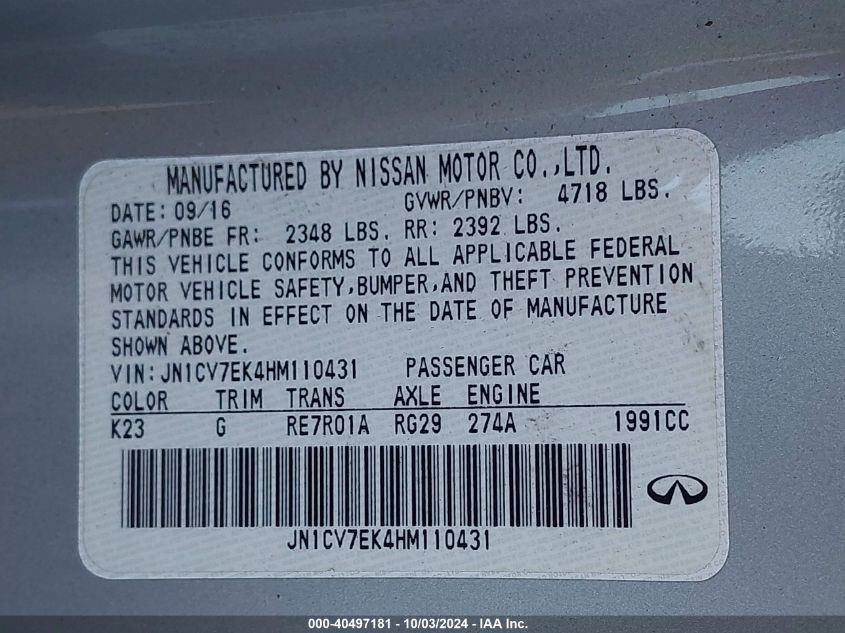 MANUFACTURED BY NISSAN MOTOR CO.,LTD.
DATE: 09/16 GVWR/PNBV: 4718 LBS.
GAWR/PNBE FR: 2348 LBS. RR: 2392 LBS.
THIS VEHICLE CONFORMS TO ALL APPLICABLE FEDERAL
MOTOR VEHICLE SAFETY,BUMPER,AND THEFT PREVENTION
STANDARDS IN EFFECT ON THE DATE OF MANUFACTURE
SHOWN ABOVE.
VIN:JN1CV7EK4HM110431 PASSENGER CAR
COLOR TRIM TRANS AXLE ENGINE
K23 G RE7R01A RG29 274A 1991CC
JN1CV7EK4HM110431
000-40497181 - 10/03/2024 - IAA Inc.